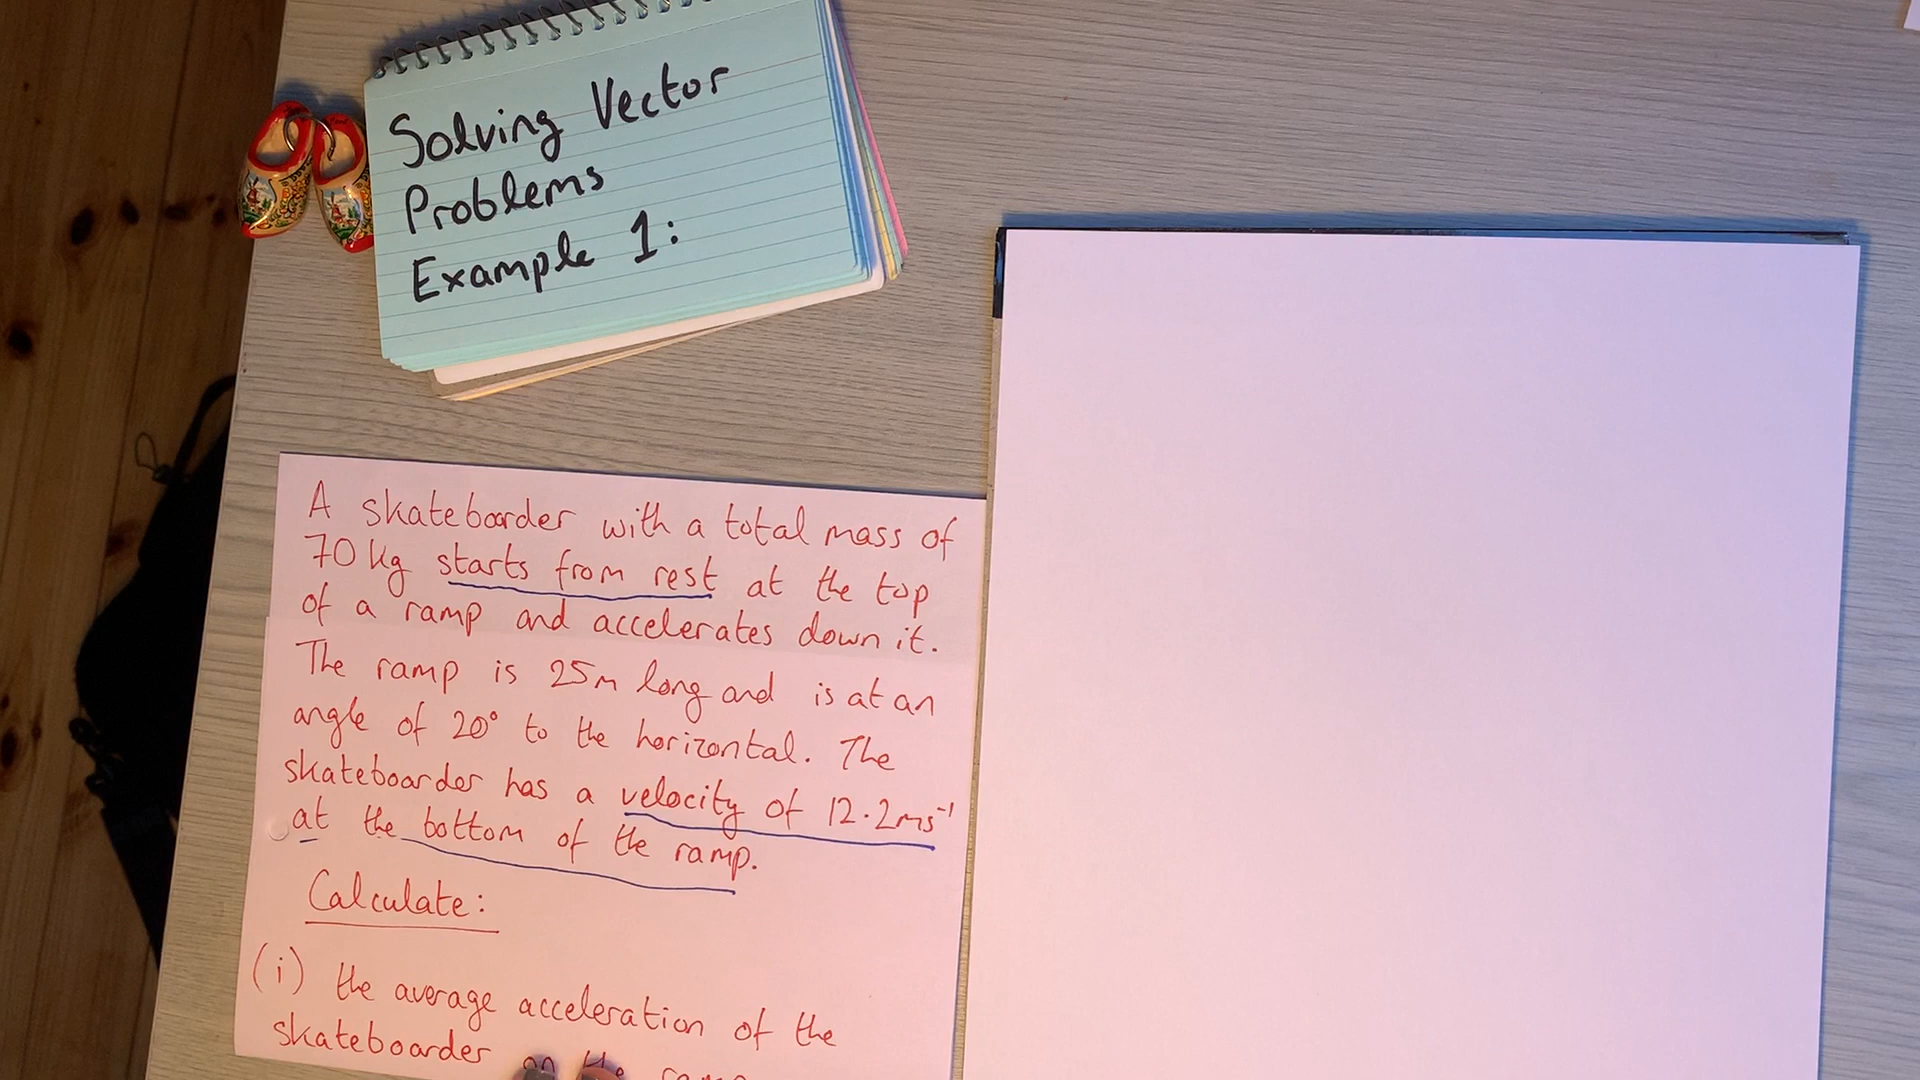 Solving Vector
Problems
Example 1:
A skateboarder with a total mass of
70 kg starts from rest at the top
of a ramp and accelerates down it.
The ramp is 25m long and is at an
angle of 20° to the horizontal. The
skateboarder has a velocity of 12.2ms⁻¹
at the bottom of the ramp.
Calculate:
(i) the average acceleration of the
skateboarder on the ramp